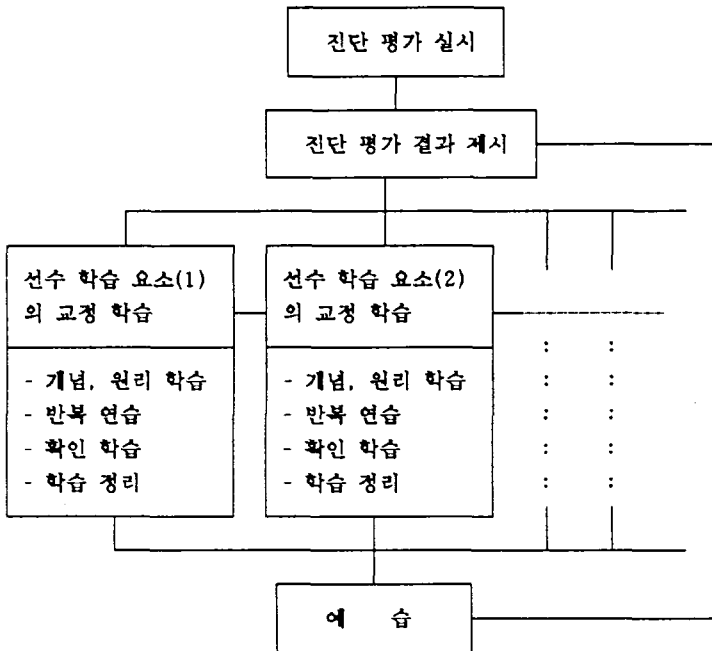 진단 평가 실시
진단 평가 결과 제시
선수 학습 요소(1)
의 교정 학습
- 개념, 원리 학습
- 반복 연습
- 확인 학습
- 학습 정리
선수 학습 요소(2)
의 교정 학습
- 개념, 원리 학습
- 반복 연습
- 확인 학습
- 학습 정리
예 습